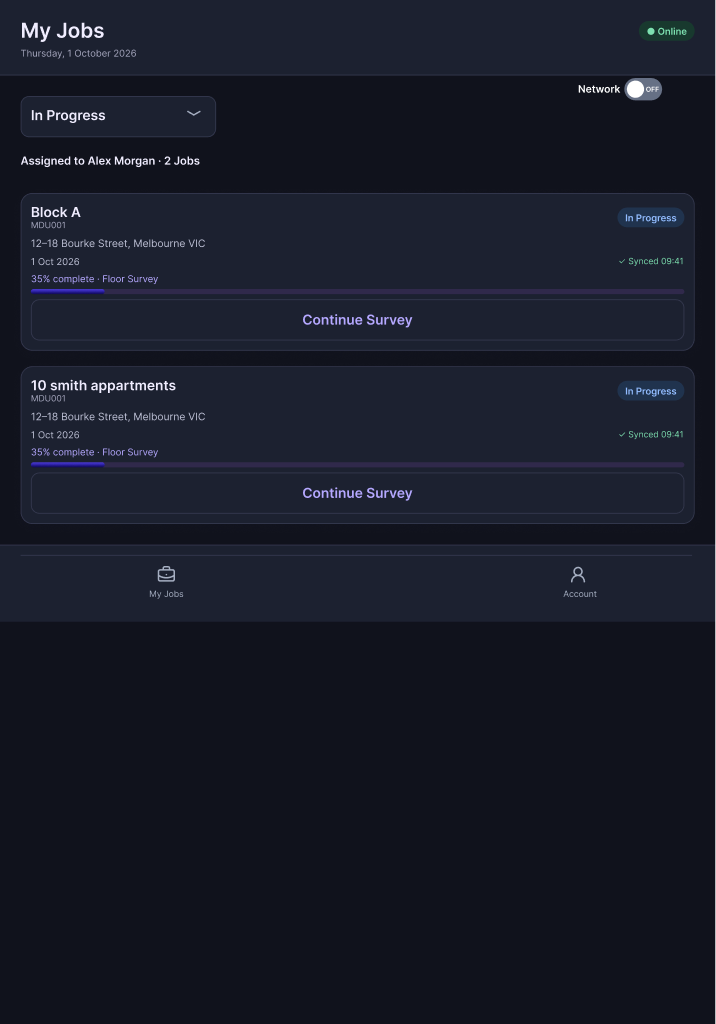 My Jobs
Thursday, 1 October 2026
Online
Network OFF
In Progress
Assigned to Alex Morgan · 2 Jobs
Block A
MDU001
In Progress
12–18 Bourke Street, Melbourne VIC
1 Oct 2026
✓ Synced 09:41
35% complete · Floor Survey
Continue Survey
10 smith appartments
MDU001
In Progress
12–18 Bourke Street, Melbourne VIC
1 Oct 2026
✓ Synced 09:41
35% complete · Floor Survey
Continue Survey
My Jobs
Account